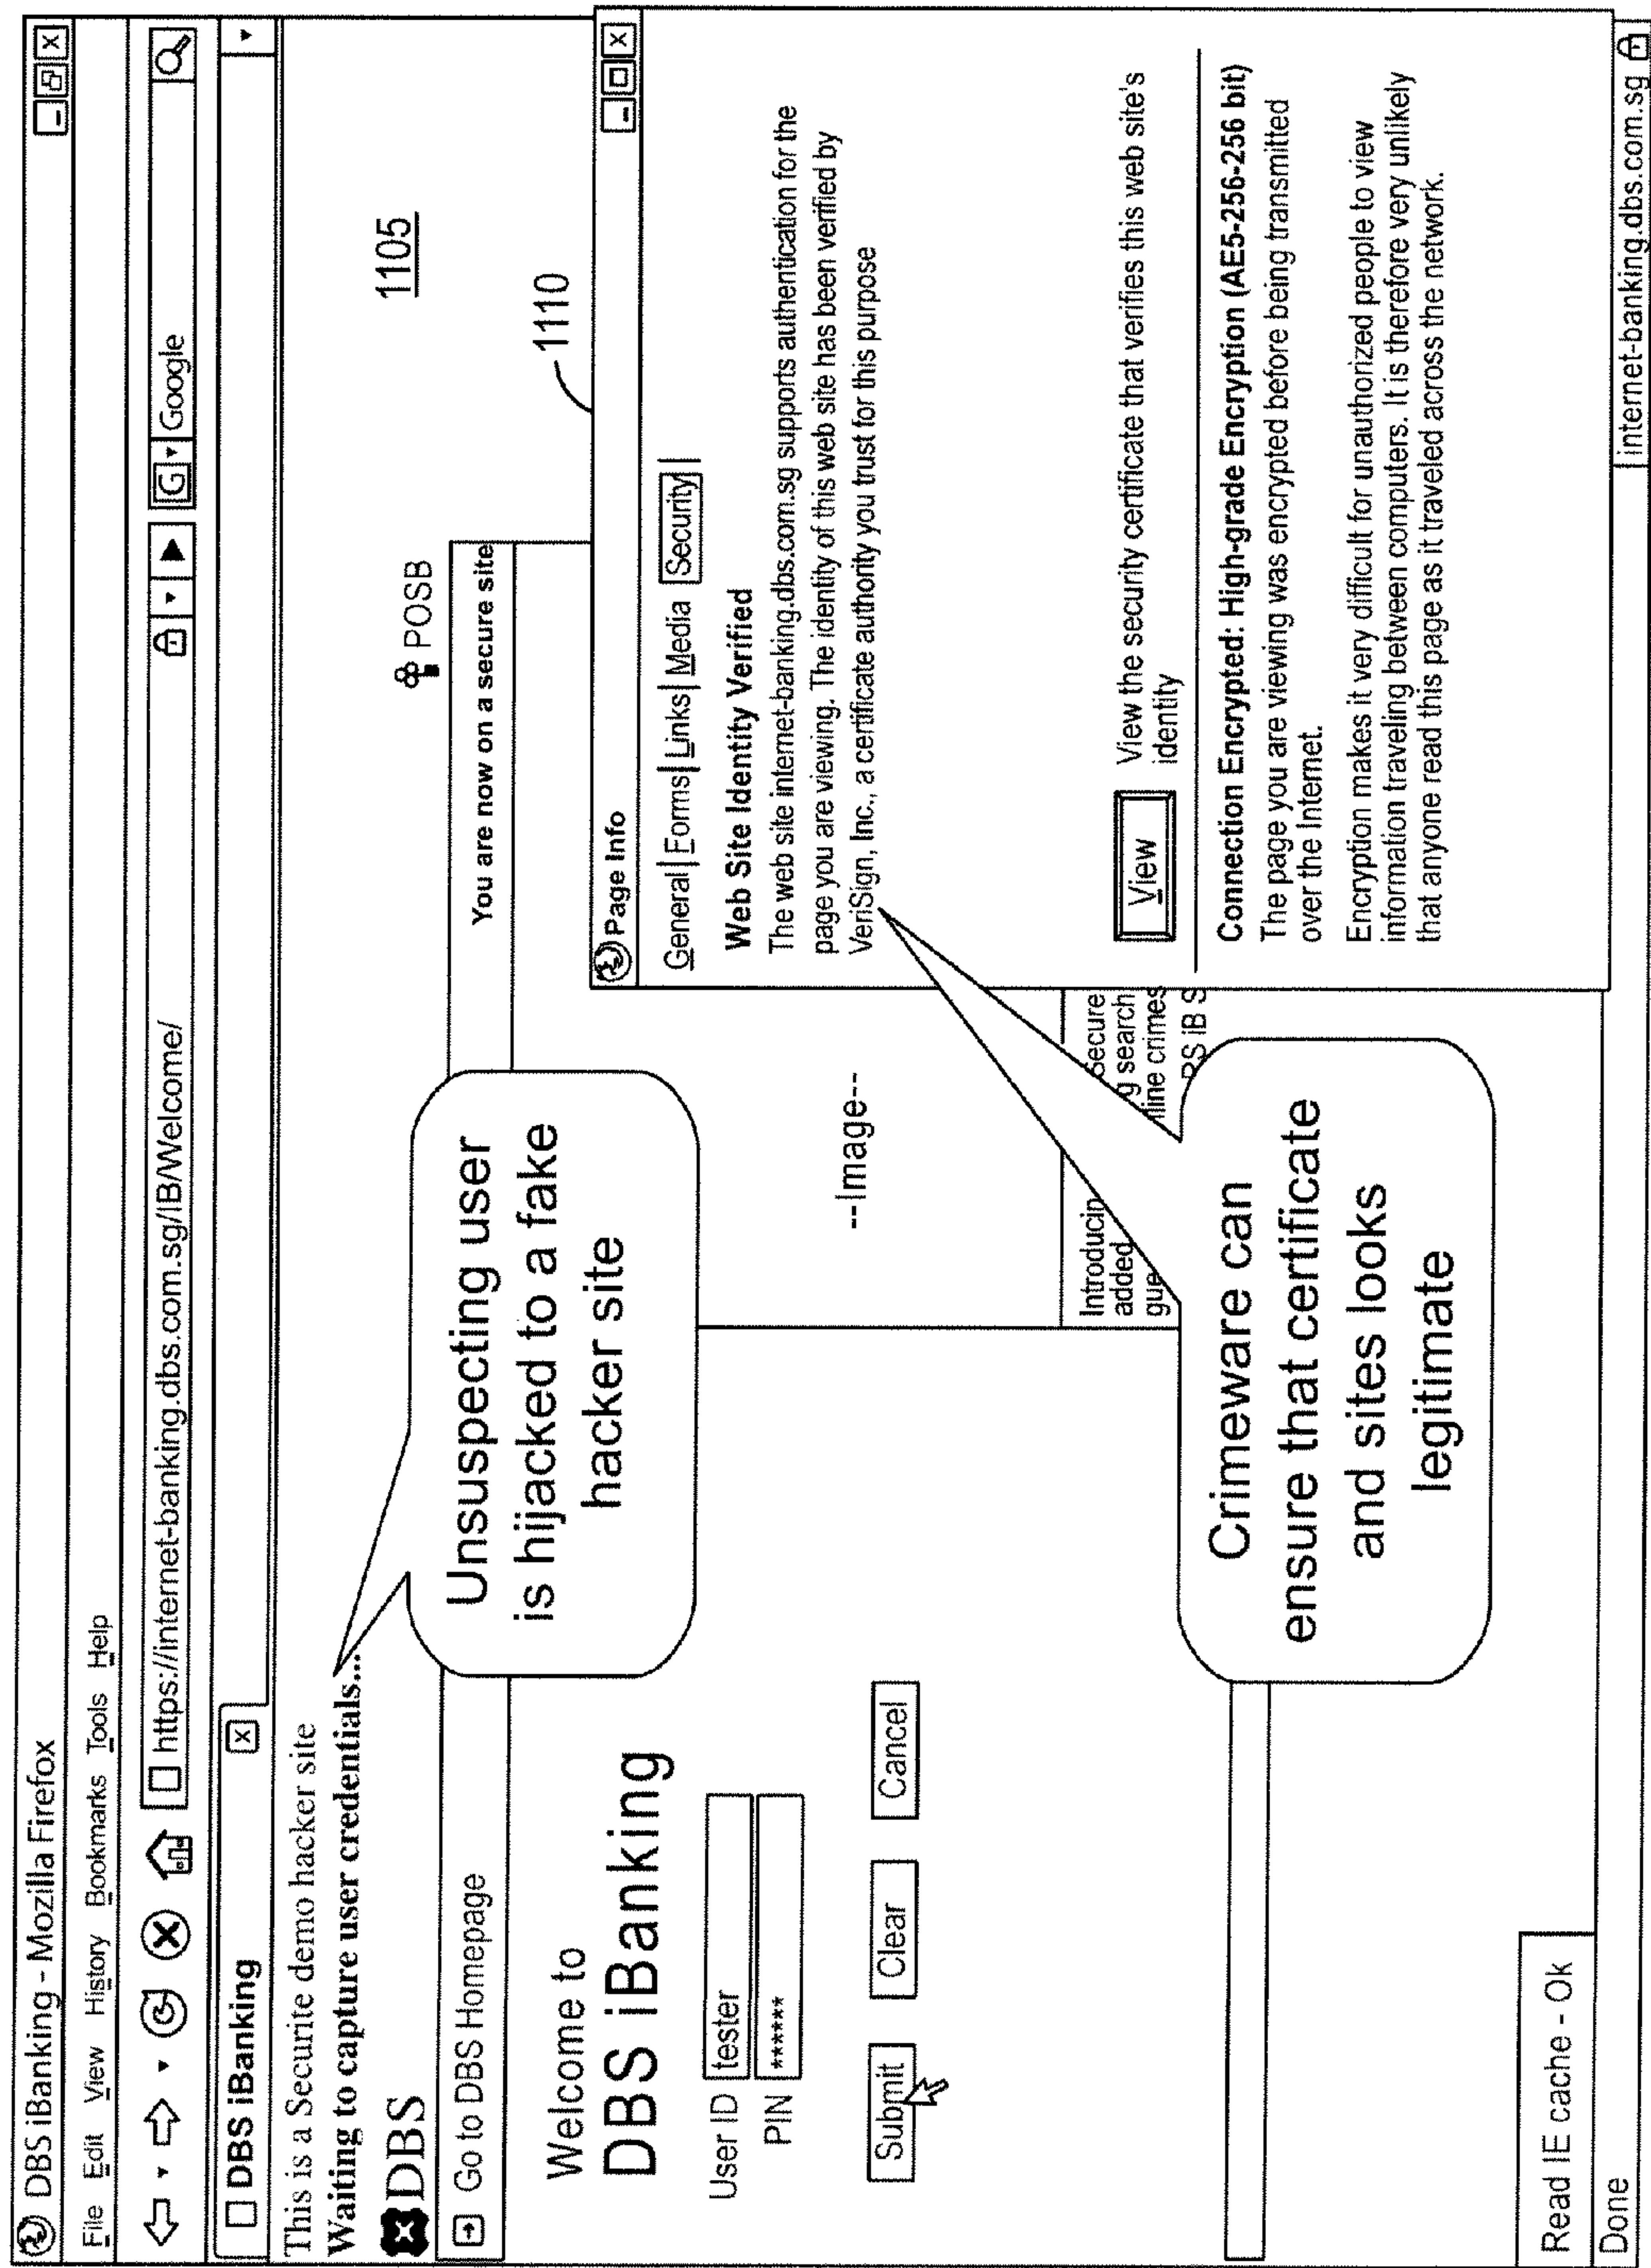 DBS iBanking - Mozilla Firefox
File Edit View History Bookmarks Tools Help
https://internet-banking.dbs.com.sg/IB/Welcome/
G Google
DBS iBanking
This is a Securite demo hacker site
Waiting to capture user credentials...
DBS
POSB
1105
Go to DBS Homepage
You are now on a secure site
Unsuspecting user
is hijacked to a fake
hacker site
Welcome to
DBS iBanking
User ID tester
PIN ******
Submit Clear Cancel
--Image--
Introducin
added
gue
Secure
g search
line crimes
BS iB S
1110
Page Info
General Forms Links Media Security
Web Site Identity Verified
The web site internet-banking.dbs.com.sg supports authentication for the
page you are viewing. The identity of this web site has been verified by
VeriSign, Inc., a certificate authority you trust for this purpose
View
View the security certificate that verifies this web site's
identity
Connection Encrypted: High-grade Encryption (AE5-256-256 bit)
The page you are viewing was encrypted before being transmitted
over the Internet.
Encryption makes it very difficult for unauthorized people to view
information traveling between computers. It is therefore very unlikely
that anyone read this page as it traveled across the network.
Crimeware can
ensure that certificate
and sites looks
legitimate
Read IE cache - Ok
Done
internet-banking.dbs.com.sg